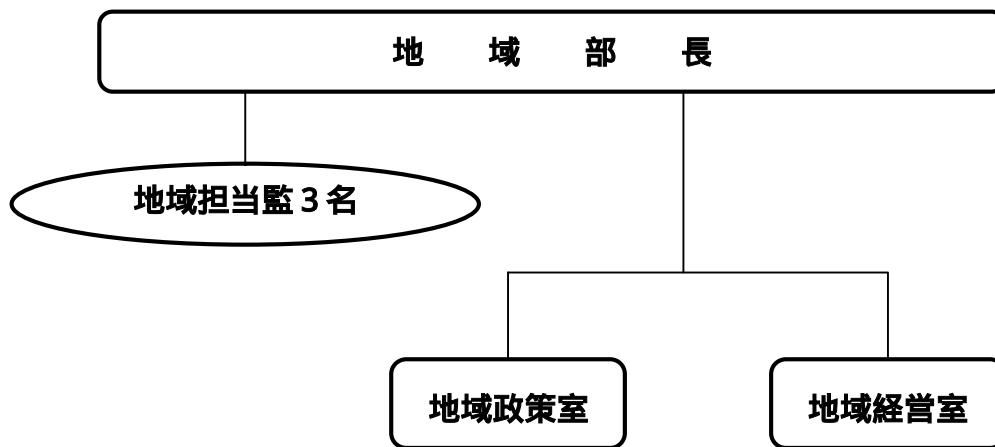 地　域　部　長
地域担当監３名
地域政策室
地域経営室